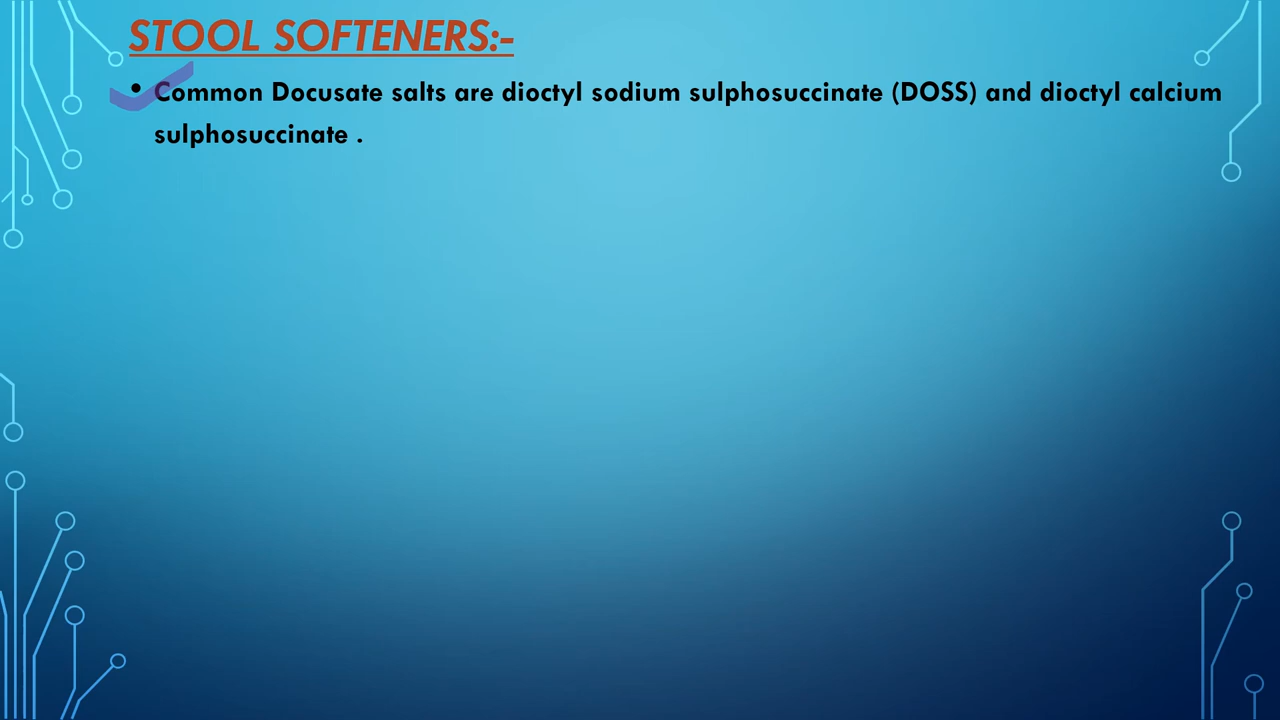 STOOL SOFTENERS:-
• Common Docusate salts are dioctyl sodium sulphosuccinate (DOSS) and dioctyl calcium
sulphosuccinate .